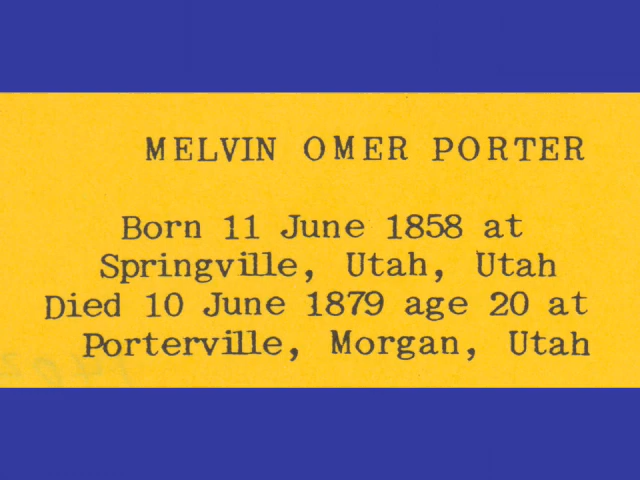 MELVIN OMER PORTER
Born 11 June 1858 at
Springville, Utah, Utah
Died 10 June 1879 age 20 at
Porterville, Morgan, Utah